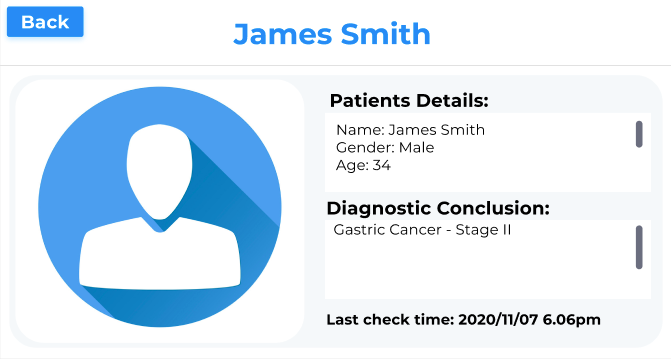 Back
James Smith
Patients Details:
Name: James Smith
Gender: Male
Age: 34
Diagnostic Conclusion:
Gastric Cancer - Stage II
Last check time: 2020/11/07 6.06pm